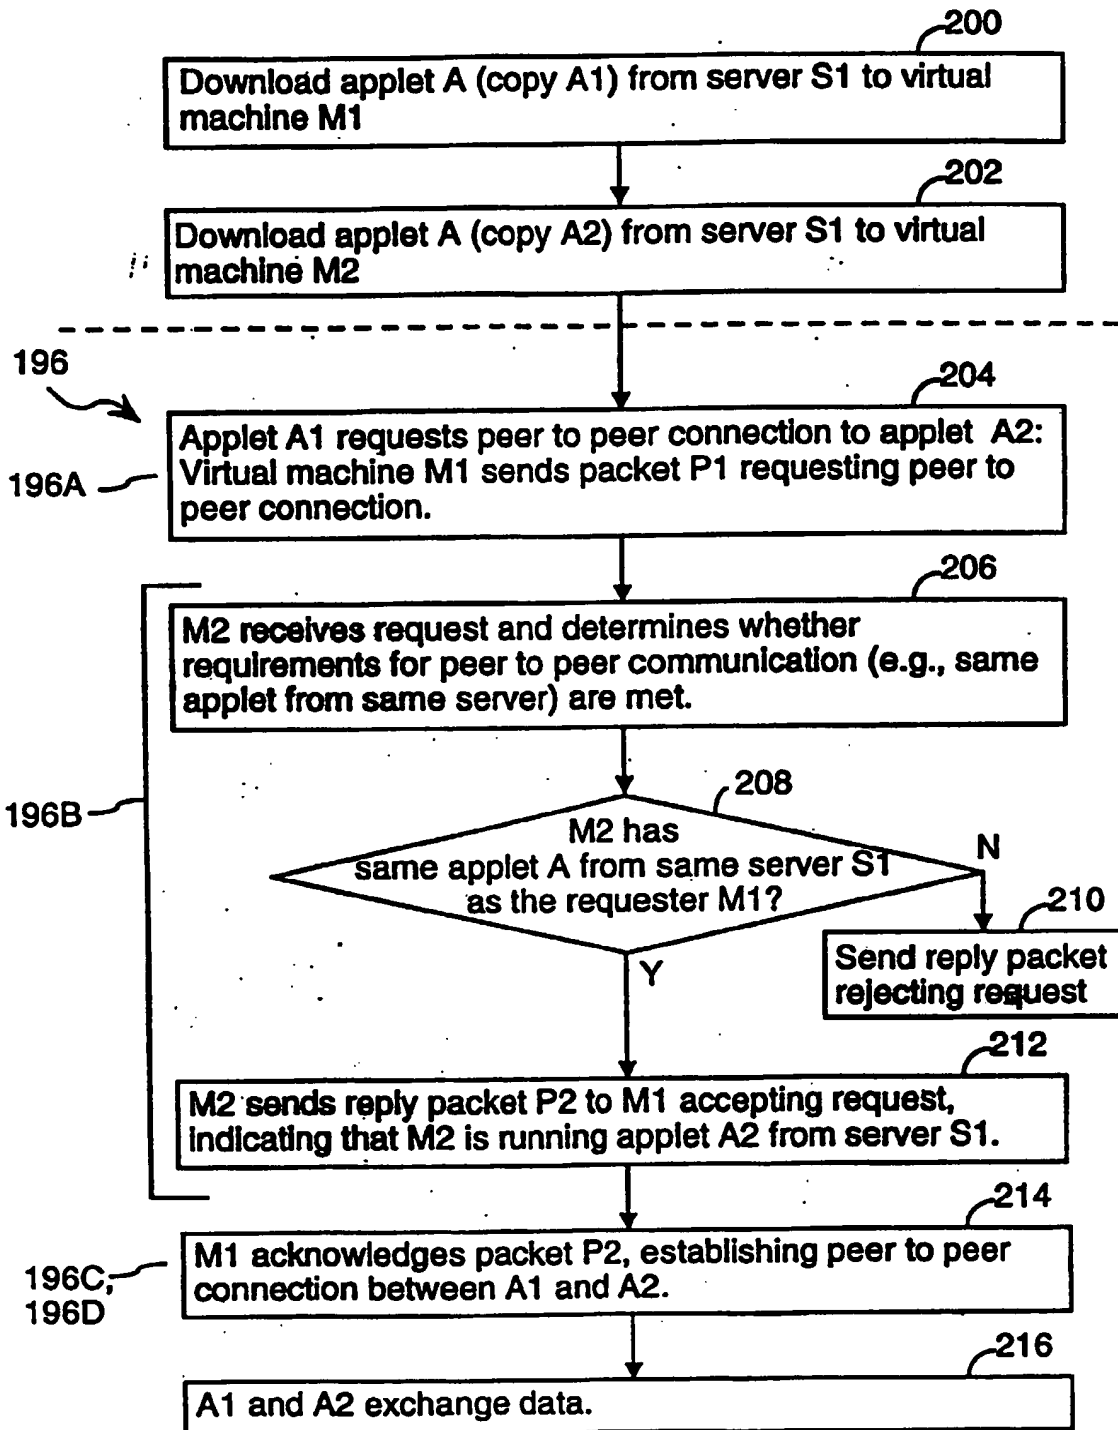 200
Download applet A (copy A1) from server S1 to virtual
machine M1
202
Download applet A (copy A2) from server S1 to virtual
machine M2
196
204
Applet A1 requests peer to peer connection to applet A2:
Virtual machine M1 sends packet P1 requesting peer to
peer connection.
196A
206
M2 receives request and determines whether
requirements for peer to peer communication (e.g., same
applet from same server) are met.
196B
208
M2 has
same applet A from same server S1
as the requester M1?
N
210
Send reply packet
rejecting request
Y
212
M2 sends reply packet P2 to M1 accepting request,
indicating that M2 is running applet A2 from server S1.
214
M1 acknowledges packet P2, establishing peer to peer
connection between A1 and A2.
196C,
196D
216
A1 and A2 exchange data.